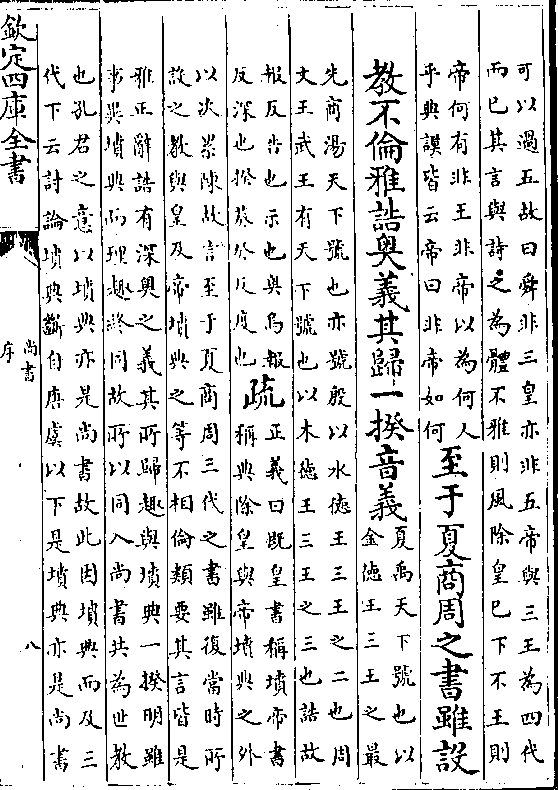 可以過五故曰舜非三皇亦非五帝與三王為四代
而已其言與詩之為體不雅則風除皇已下不王則
帝何有非王非帝以為何人
乎典謨皆云帝曰非帝如何
至于夏商周之書雖設
教不倫雅誥奥義其歸一揆音義
夏禹天下號也以
金德王三王之最
先商湯天下號也亦號殷以水德王三王之二也周
文王武王有天下號也以木德王三王之三也誥故
報反告也示也奥烏報
反深也揆葵癸反度也
疏
正義曰既皇書稱墳帝書
稱典除皇與帝墳典之外
以次累陳故言至于夏商周三代之書雖復當時所
設之教與皇及帝墳典之等不相倫類要其言皆是
雅正辭誥有深奥之義其所歸趣與墳典一揆明雖
事異墳典而理趣終同故所以同入尚書共為世教
也孔君之意以墳典亦是尚書故此因墳典而及三
代下云討論墳典斷自唐虞以下是墳典亦是尚書
欽定四庫全書
尚書
序
八